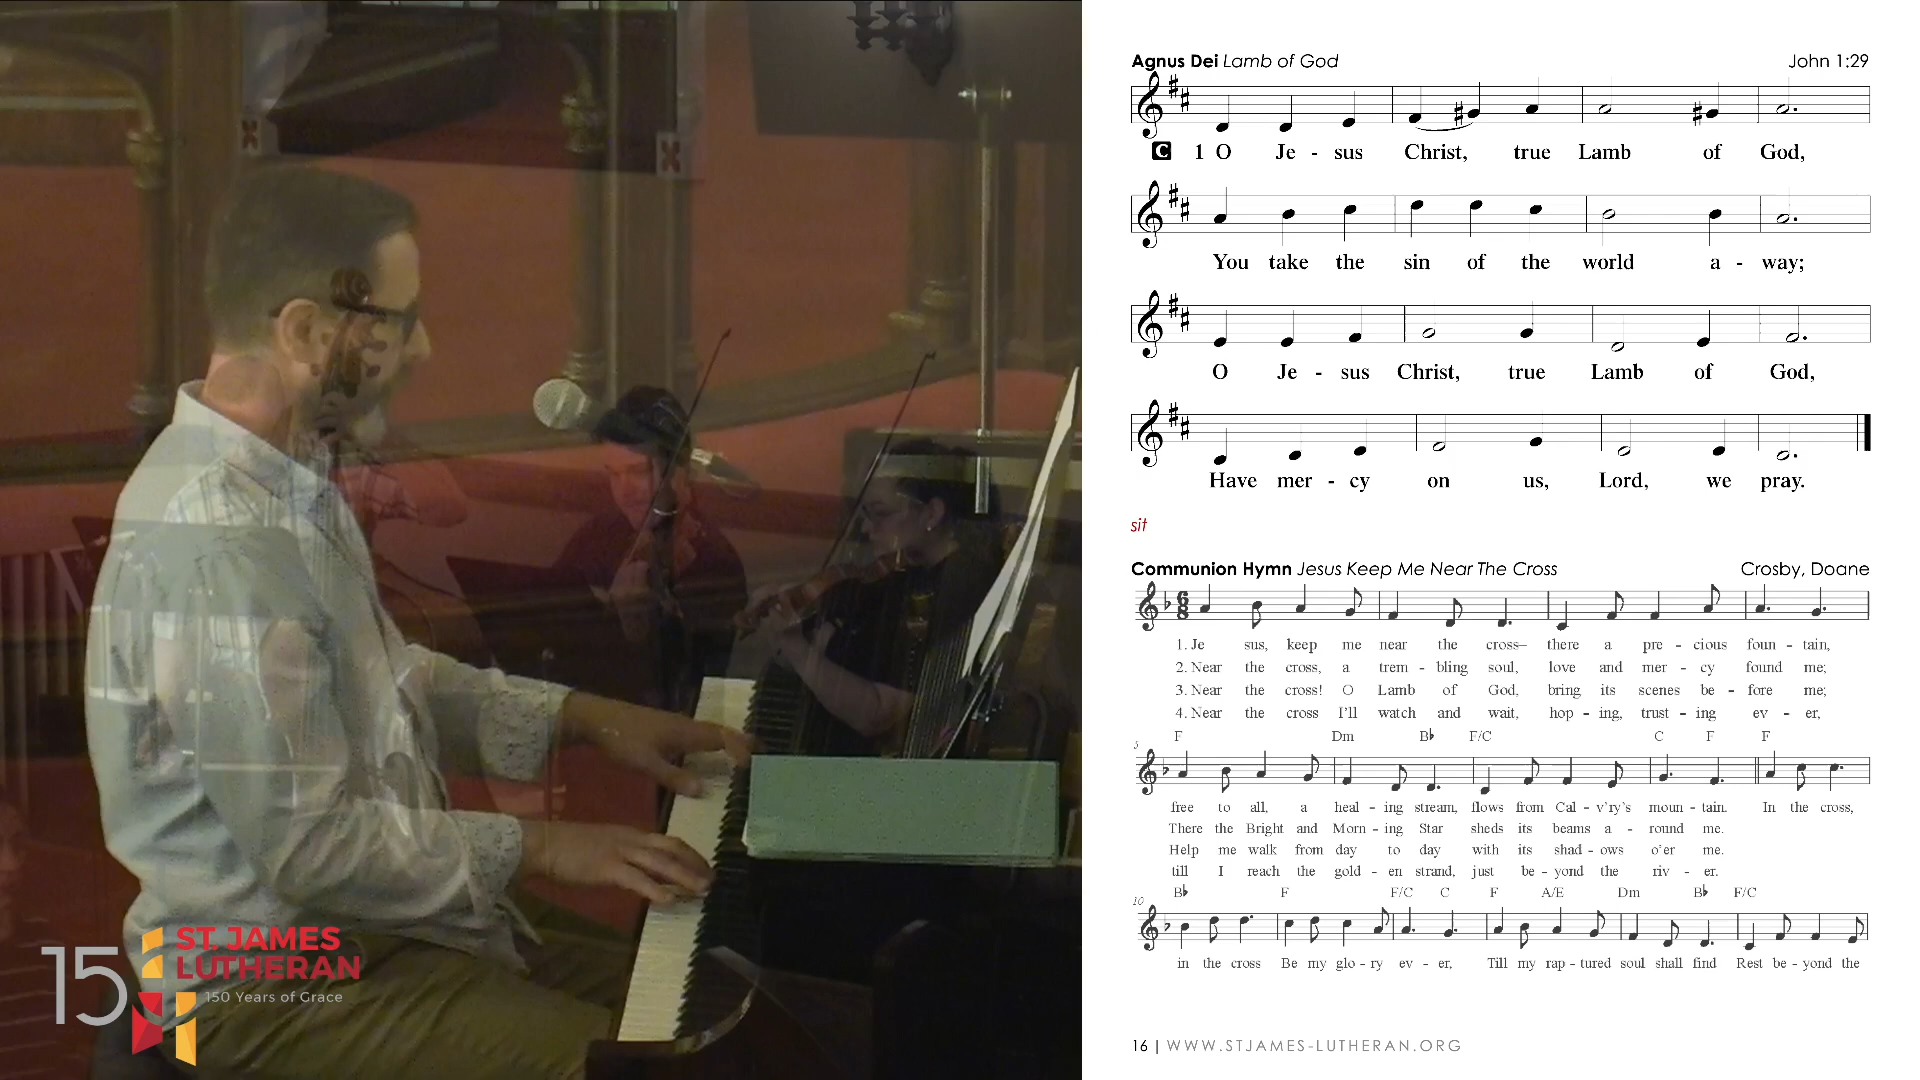 Agnus Dei Lamb of God John 1:29
C 1 O Je - sus Christ, true Lamb of God,
You take the sin of the world a - way;
O Je - sus Christ, true Lamb of God,
Have mer - cy on us, Lord, we pray.
sit
Communion Hymn Jesus Keep Me Near The Cross Crosby, Doane
6
8
1. Je sus, keep me near the cross– there a pre - cious foun - tain,
2. Near the cross, a trem - bling soul, love and mer - cy found me;
3. Near the cross! O Lamb of God, bring its scenes be - fore me;
4. Near the cross I'll watch and wait, hop - ing, trust - ing ev - er,
F Dm B♭ F/C C F F
5
free to all, a heal - ing stream, flows from Cal - v'ry's moun - tain. In the cross,
There the Bright and Morn - ing Star sheds its beams a - round me.
Help me walk from day to day with its shad - ows o'er me.
till I reach the gold - en strand, just be - yond the riv - er.
B♭ F F/C C F A/E Dm B♭ F/C
10
in the cross Be my glo - ry ev - er, Till my rap - tured soul shall find Rest be - yond the
16 | WWW.STJAMES-LUTHERAN.ORG
150
ST. JAMES
LUTHERAN
150 Years of Grace